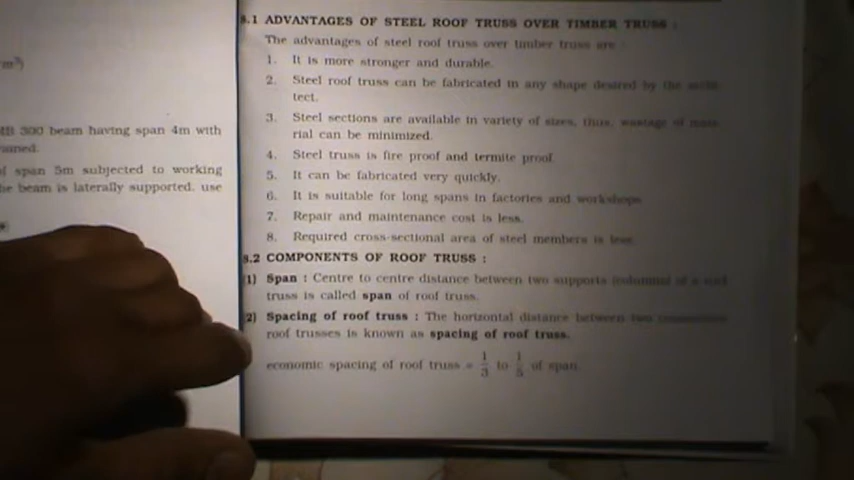 m³)
MB 300 beam having span 4m with
of span 5m subjected to working
he beam is laterally supported. use
8.1 ADVANTAGES OF STEEL ROOF TRUSS OVER TIMBER TRUSS :
The advantages of steel roof truss over timber truss are
1. It is more stronger and durable.
2. Steel roof truss can be fabricated in any shape desired by the archi-
tect.
3. Steel sections are available in variety of sizes, thus, wastage of mate-
rial can be minimized.
4. Steel truss is fire proof and termite proof.
5. It can be fabricated very quickly.
6. It is suitable for long spans in factories and workshops.
7. Repair and maintenance cost is less.
8. Required cross-sectional area of steel members is less.
8.2 COMPONENTS OF ROOF TRUSS :
(1) Span : Centre to centre distance between two supports (columns) of a roof
truss is called span of roof truss.
(2) Spacing of roof truss : The horizontal distance between two consecutive
roof trusses is known as spacing of roof truss.
economic spacing of roof truss = 1/3 to 1/5 of span.